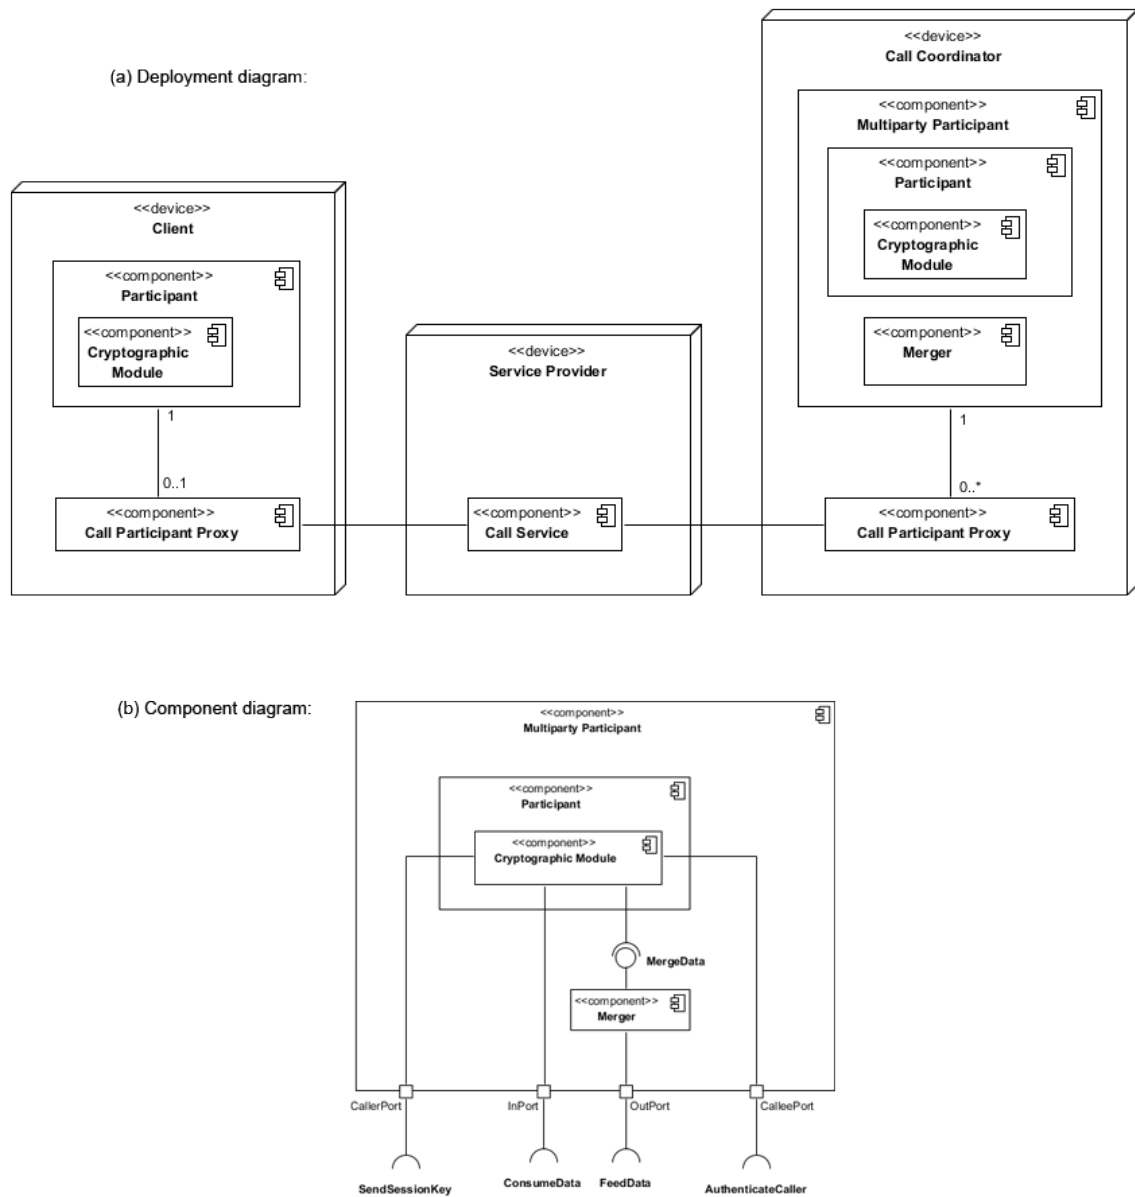 (a) Deployment diagram:
<<device>>
Client
<<component>>
Participant
<<component>>
Cryptographic
Module
1
0..1
<<component>>
Call Participant Proxy
<<device>>
Service Provider
<<component>>
Call Service
<<device>>
Call Coordinator
<<component>>
Multiparty Participant
<<component>>
Participant
<<component>>
Cryptographic
Module
<<component>>
Merger
1
0..*
<<component>>
Call Participant Proxy
(b) Component diagram:
<<component>>
Multiparty Participant
<<component>>
Participant
<<component>>
Cryptographic Module
MergeData
<<component>>
Merger
CallerPort
InPort
OutPort
CalleePort
SendSessionKey
ConsumeData
FeedData
AuthenticateCaller